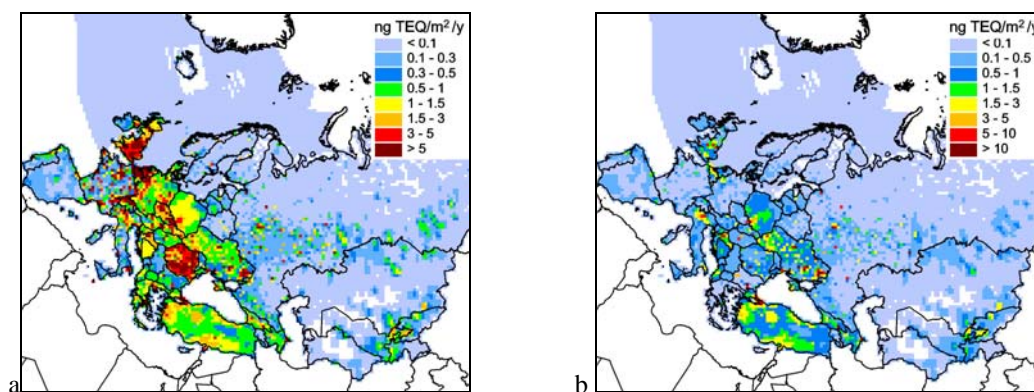 ng TEQ/m²/y
< 0.1
0.1 - 0.3
0.3 - 0.5
0.5 - 1
1 - 1.5
1.5 - 3
3 - 5
> 5
a
ng TEQ/m²/y
< 0.1
0.1 - 0.5
0.5 - 1
1 - 1.5
1.5 - 3
3 - 5
5 - 10
> 10
b